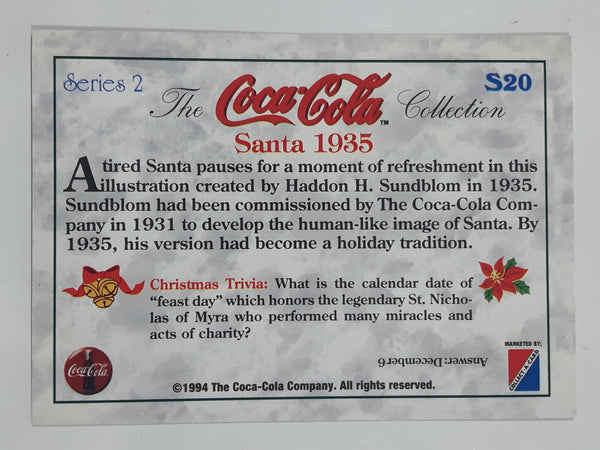 Series 2
S20
The Coca-Cola™ Collection
Santa 1935
A tired Santa pauses for a moment of refreshment in this
illustration created by Haddon H. Sundblom in 1935.
Sundblom had been commissioned by The Coca-Cola Com-
pany in 1931 to develop the human-like image of Santa. By
1935, his version had become a holiday tradition.
Christmas Trivia: What is the calendar date of
“feast day” which honors the legendary St. Nicho-
las of Myra who performed many miracles and
acts of charity?
Answer: December 6
MARKETED BY:
COLLECT-A-CARD
Coca-Cola
©1994 The Coca-Cola Company. All rights reserved.